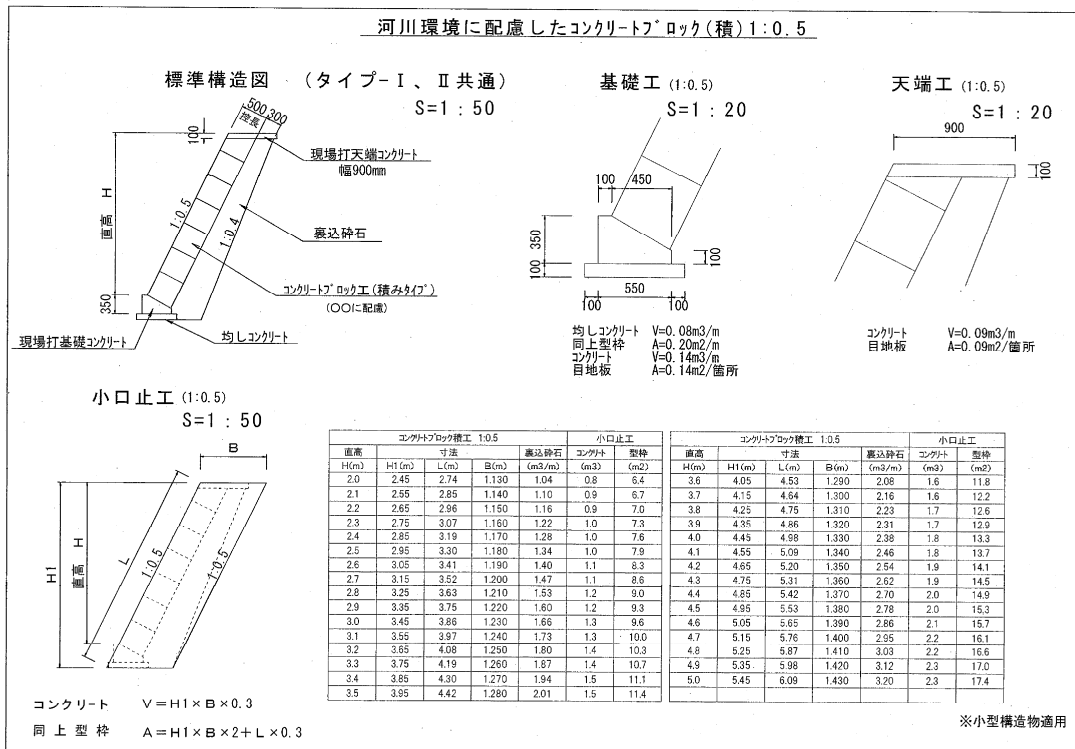 河川環境に配慮したコンクリートブロック(積)1:0.5
標準構造図 (タイプ-Ⅰ、Ⅱ共通)
S=1:50
500 300
控長
100
現場打天端コンクリート
幅900mm
直高 H
1:0.5
1:0.4
裏込砕石
コンクリートブロック工(積みタイプ)
(○○に配慮)
350
均しコンクリート
現場打基礎コンクリート
基礎工 (1:0.5)
S=1:20
100 450
350
100
100
550
100 100
均しコンクリート V=0.08m3/m
同上型枠 A=0.20m2/m
コンクリート V=0.14m3/m
目地板 A=0.14m2/箇所
天端工 (1:0.5)
S=1:20
900
100
コンクリート V=0.09m3/m
目地板 A=0.09m2/箇所
小口止工 (1:0.5)
S=1:50
B
L
H1
直高 H
1:0.5
1:0.5
コンクリート V=H1×B×0.3
同上型枠 A=H1×B×2+L×0.3
コンクリートブロック積工 1:0.5 小口止工
直高 寸法 裏込砕石 コンクリート 型枠
H(m) H1(m) L(m) B(m) (m3/m) (m3) (m2)
2.0 2.45 2.74 1.130 1.04 0.8 6.4
2.1 2.55 2.85 1.140 1.10 0.9 6.7
2.2 2.65 2.96 1.150 1.16 0.9 7.0
2.3 2.75 3.07 1.160 1.22 1.0 7.3
2.4 2.85 3.19 1.170 1.28 1.0 7.6
2.5 2.95 3.30 1.180 1.34 1.0 7.9
2.6 3.05 3.41 1.190 1.40 1.1 8.3
2.7 3.15 3.52 1.200 1.47 1.1 8.6
2.8 3.25 3.63 1.210 1.53 1.2 9.0
2.9 3.35 3.75 1.220 1.60 1.2 9.3
3.0 3.45 3.86 1.230 1.66 1.3 9.6
3.1 3.55 3.97 1.240 1.73 1.3 10.0
3.2 3.65 4.08 1.250 1.80 1.4 10.3
3.3 3.75 4.19 1.260 1.87 1.4 10.7
3.4 3.85 4.30 1.270 1.94 1.5 11.1
3.5 3.95 4.42 1.280 2.01 1.5 11.4
コンクリートブロック積工 1:0.5 小口止工
直高 寸法 裏込砕石 コンクリート 型枠
H(m) H1(m) L(m) B(m) (m3/m) (m3) (m2)
3.6 4.05 4.53 1.290 2.08 1.6 11.8
3.7 4.15 4.64 1.300 2.16 1.6 12.2
3.8 4.25 4.75 1.310 2.23 1.7 12.6
3.9 4.35 4.86 1.320 2.31 1.7 12.9
4.0 4.45 4.98 1.330 2.38 1.8 13.3
4.1 4.55 5.09 1.340 2.46 1.8 13.7
4.2 4.65 5.20 1.350 2.54 1.9 14.1
4.3 4.75 5.31 1.360 2.62 1.9 14.5
4.4 4.85 5.42 1.370 2.70 2.0 14.9
4.5 4.95 5.53 1.380 2.78 2.0 15.3
4.6 5.05 5.65 1.390 2.86 2.1 15.7
4.7 5.15 5.76 1.400 2.95 2.2 16.1
4.8 5.25 5.87 1.410 3.03 2.2 16.6
4.9 5.35 5.98 1.420 3.12 2.3 17.0
5.0 5.45 6.09 1.430 3.20 2.3 17.4
※小型構造物適用